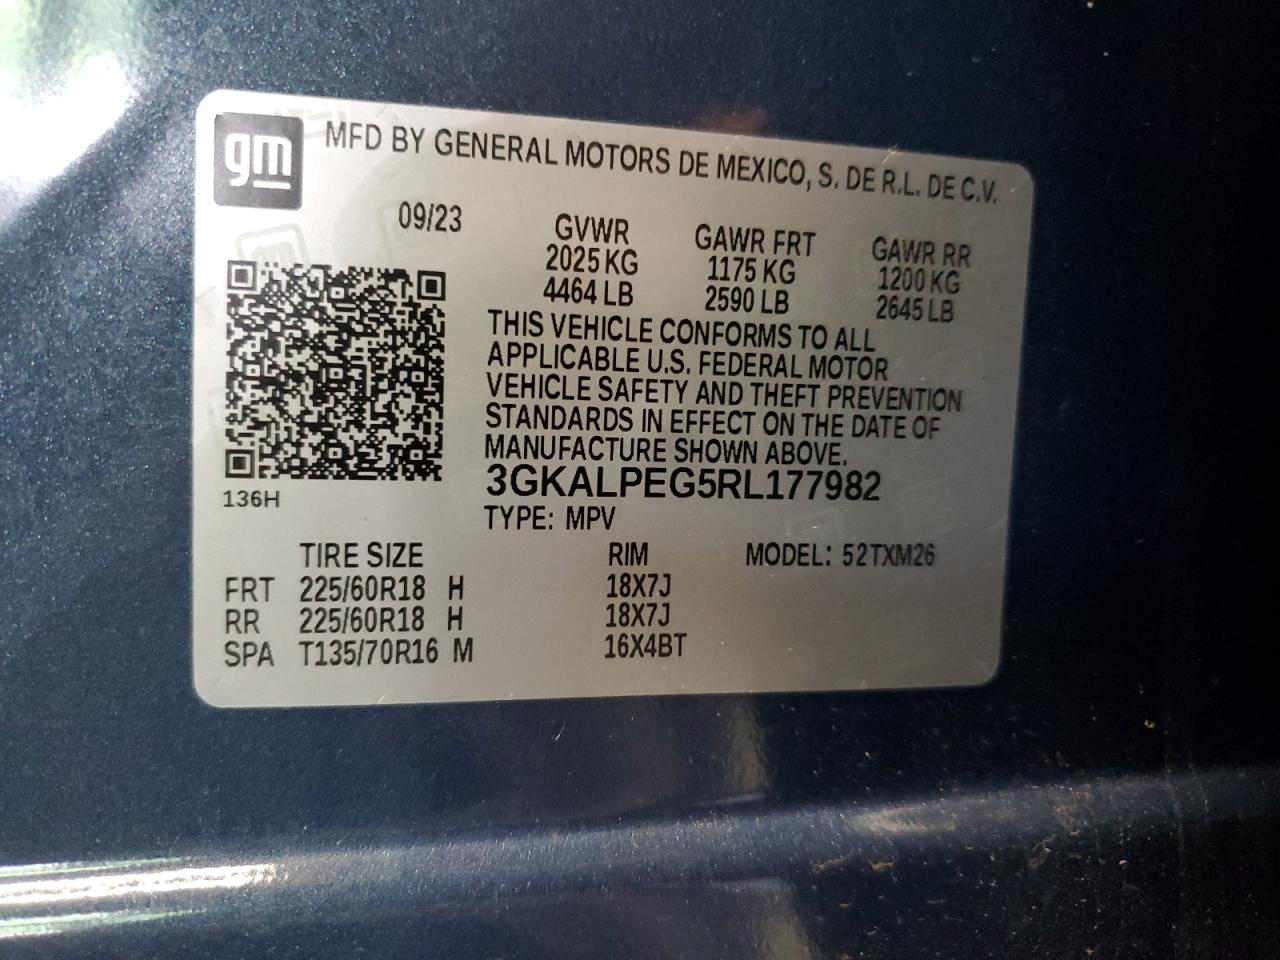 gm
MFD BY GENERAL MOTORS DE MEXICO, S. DE R.L. DE C.V.
09/23
GVWR GAWR FRT GAWR RR
2025 KG 1175 KG 1200 KG
4464 LB 2590 LB 2645 LB
THIS VEHICLE CONFORMS TO ALL
APPLICABLE U.S. FEDERAL MOTOR
VEHICLE SAFETY AND THEFT PREVENTION
STANDARDS IN EFFECT ON THE DATE OF
MANUFACTURE SHOWN ABOVE.
3GKALPEG5RL177982
136H
TYPE: MPV
TIRE SIZE RIM MODEL: 52TXM26
FRT 225/60R18 H 18X7J
RR 225/60R18 H 18X7J
SPA T135/70R16 M 16X4BT